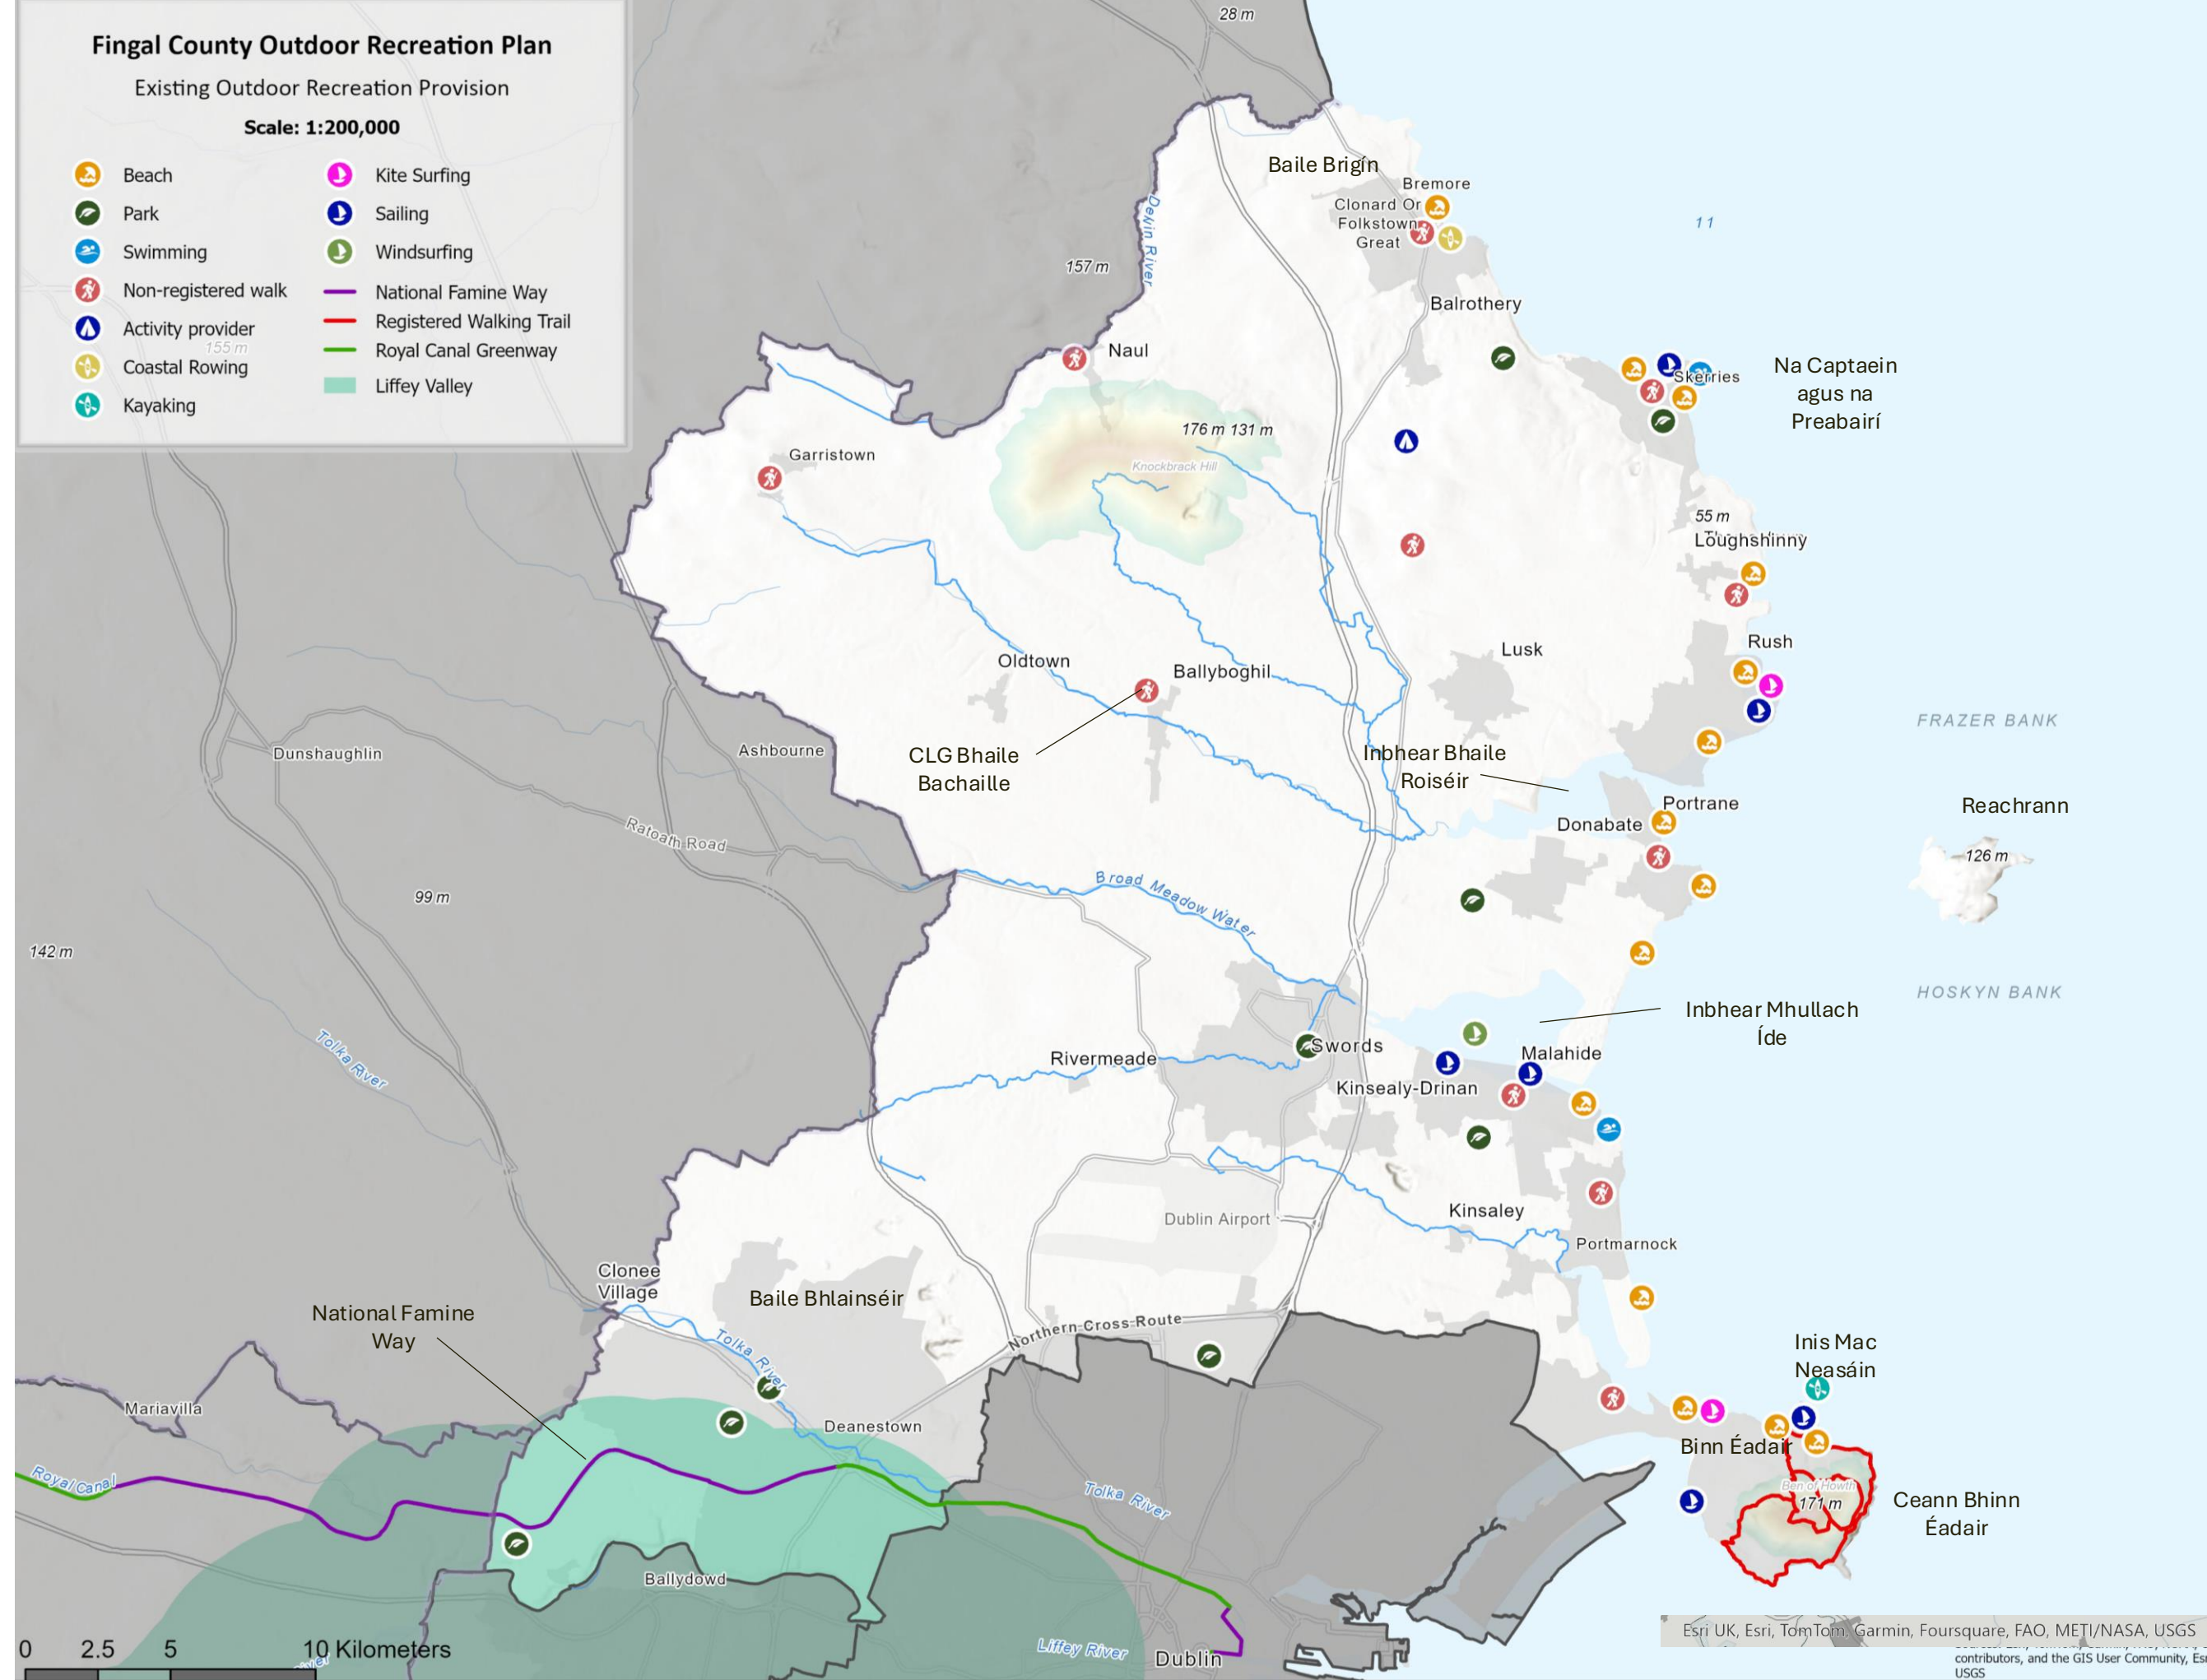 Fingal County Outdoor Recreation Plan
Existing Outdoor Recreation Provision
Scale: 1:200,000
Beach
Park
Swimming
Non-registered walk
Activity provider
155 m
Coastal Rowing
Kayaking
Kite Surfing
Sailing
Windsurfing
National Famine Way
Registered Walking Trail
Royal Canal Greenway
Liffey Valley
28 m
Baile Brigín
Bremore
Clonard Or
Folkstown
Great
11
157 m
Balrothery
Naul
Skerries
Na Captaein
agus na
Preabairí
176 m 131 m
Knockbrack Hill
Garristown
55 m
Loughshinny
Rush
Lusk
Oldtown
Ballyboghil
CLG Bhaile
Bachaille
Inbhear Bhaile
Roiséir
FRAZER BANK
Dunshaughlin
Ashbourne
Ratoath Road
Portrane
Donabate
Reachrann
126 m
99 m
142 m
Broad Meadow Water
HOSKYN BANK
Inbhear Mhullach
Íde
Tolka River
Rivermeade
Swords
Malahide
Kinsealy-Drinan
Dublin Airport
Kinsaley
Portmarnock
Clonee
Village
Baile Bhlainséir
National Famine
Way
Northern Cross Route
Tolka River
Inis Mac
Neasáin
Mariavilla
Deanestown
Binn Éadair
Royal Canal
Tolka River
Ben of Howth
171 m
Ceann Bhinn
Éadair
Ballydowd
Liffey River
Dublin
0 2.5 5 10 Kilometers
Esri UK, Esri, TomTom, Garmin, Foursquare, FAO, METI/NASA, USGS
contributors, and the GIS User Community, Esri
USGS